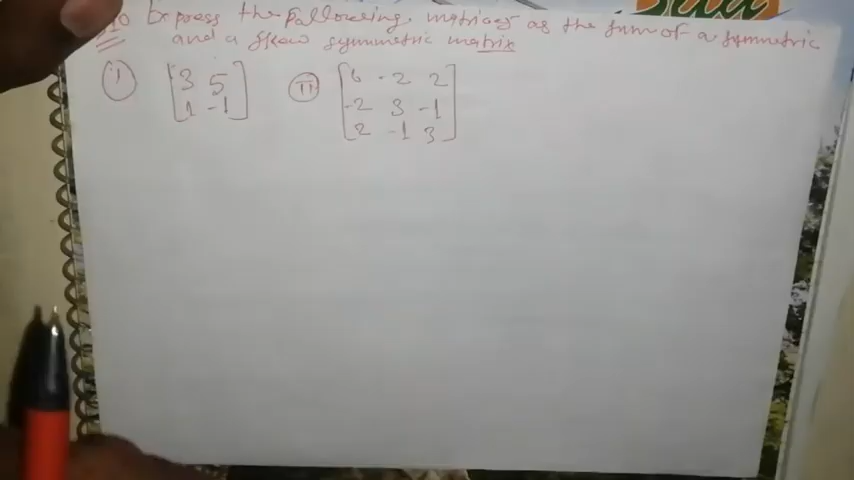 10 Express the following matrices as the sum of a symmetric
and a skew symmetric matrix
(i) [3 5
1 -1]
(ii) [6 -2 2
-2 3 -1
2 -1 3]